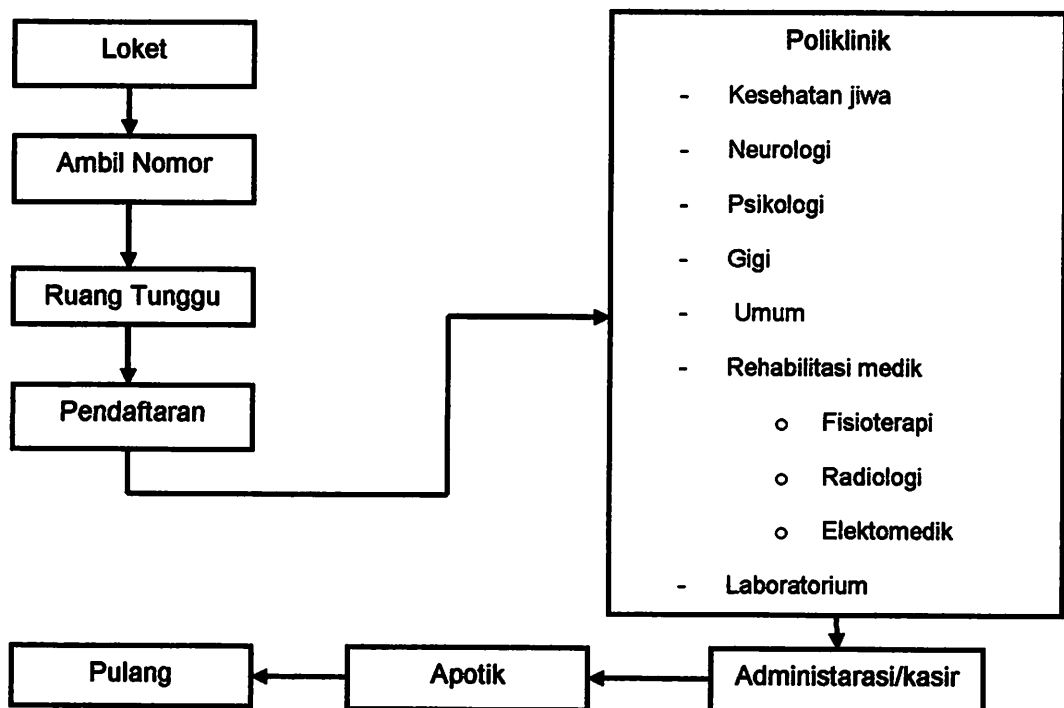 Loket
Ambil Nomor
Ruang Tunggu
Pendaftaran
Poliklinik
- Kesehatan jiwa
- Neurologi
- Psikologi
- Gigi
- Umum
- Rehabilitasi medik
o Fisioterapi
o Radiologi
o Elektomedik
- Laboratorium
Administarasi/kasir
Apotik
Pulang